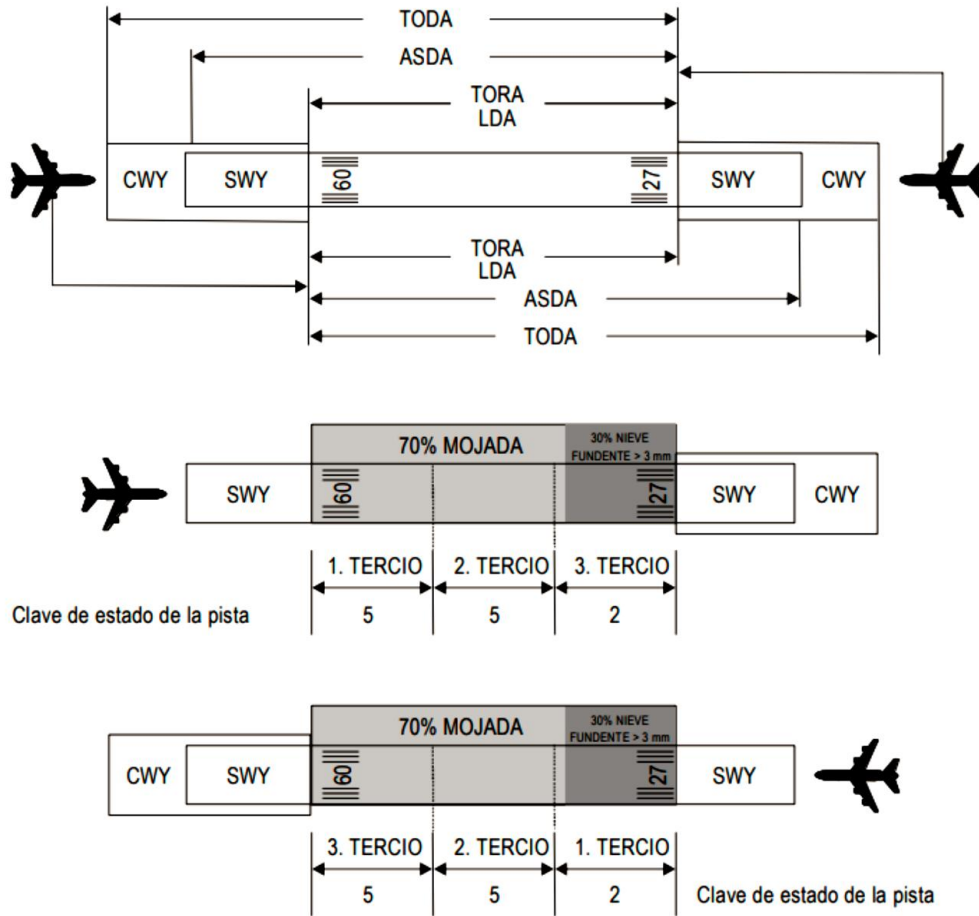 TODA
ASDA
TORA
LDA
CWY SWY 09 27 SWY CWY
TORA
LDA
ASDA
TODA
70% MOJADA
30% NIEVE
FUNDENTE > 3 mm
SWY 09 27 SWY CWY
1. TERCIO 2. TERCIO 3. TERCIO
Clave de estado de la pista 5 5 2
70% MOJADA
30% NIEVE
FUNDENTE > 3 mm
CWY SWY 09 27 SWY
3. TERCIO 2. TERCIO 1. TERCIO
5 5 2 Clave de estado de la pista